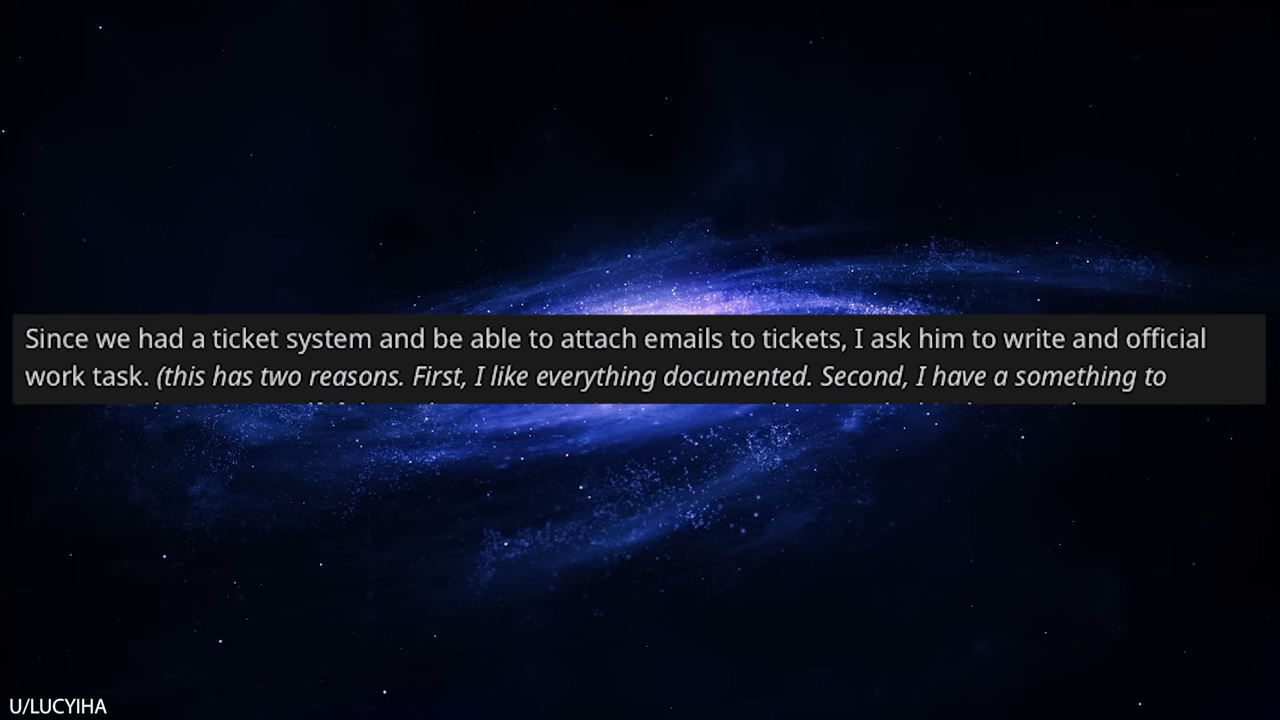 Since we had a ticket system and be able to attach emails to tickets, I ask him to write and official
work task. (this has two reasons. First, I like everything documented. Second, I have a something to
U/LUCYIHA